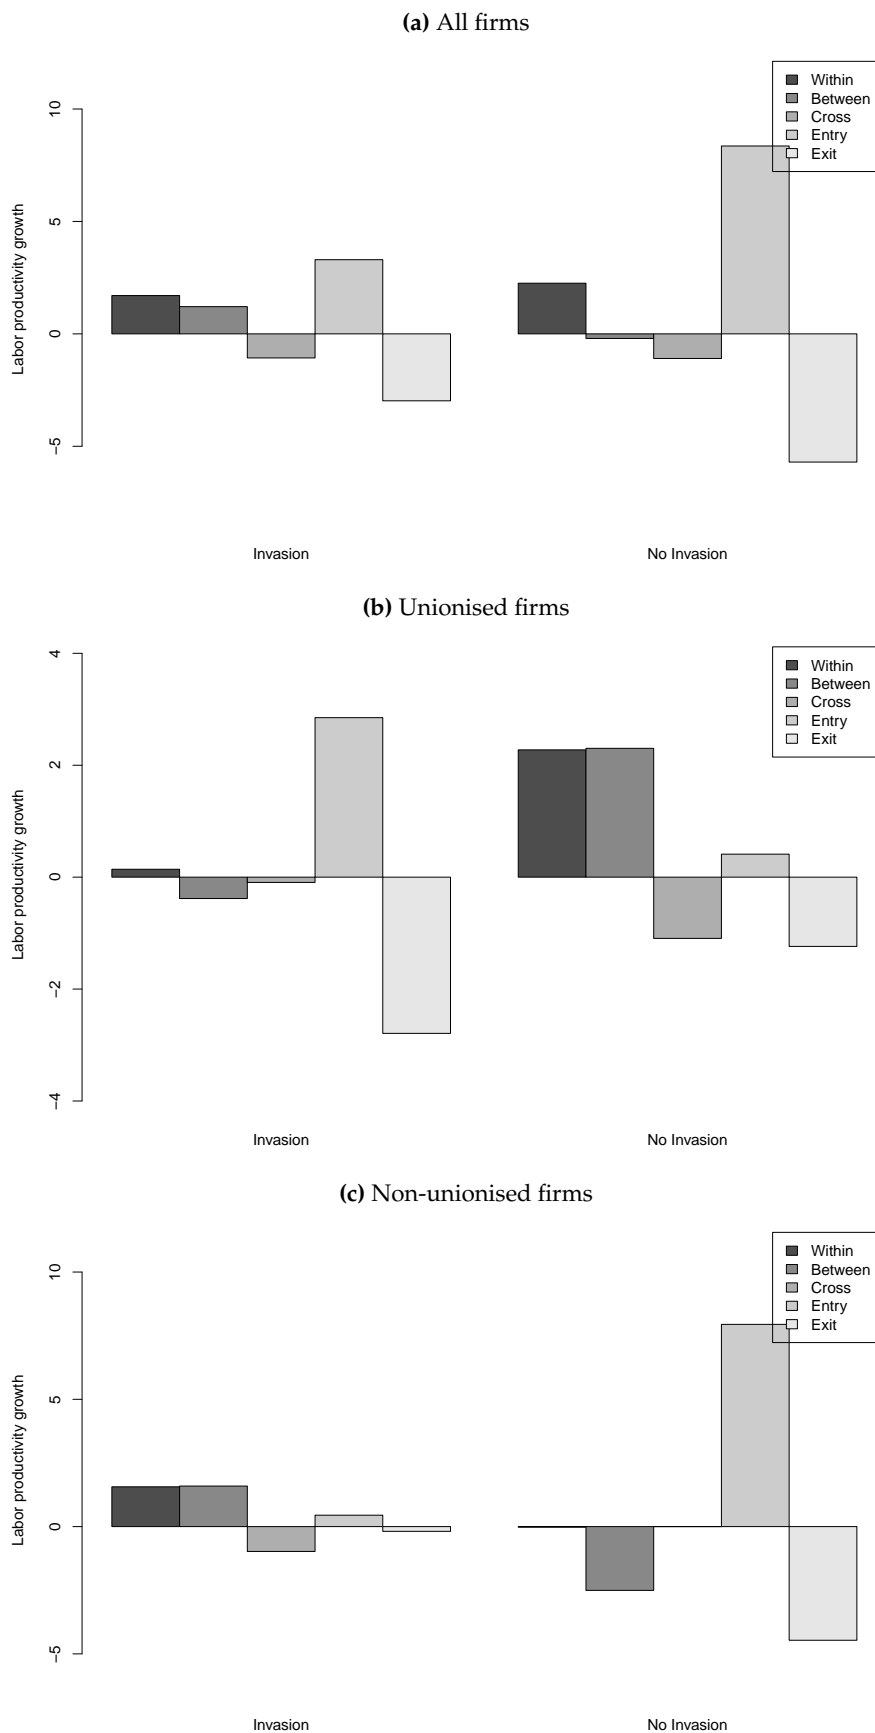 (a) All firms
Within
Between
Cross
Entry
Exit
Labor productivity growth
10
5
0
−5
Invasion
No Invasion
(b) Unionised firms
Within
Between
Cross
Entry
Exit
Labor productivity growth
4
2
0
−2
−4
Invasion
No Invasion
(c) Non-unionised firms
Within
Between
Cross
Entry
Exit
Labor productivity growth
10
5
0
−5
Invasion
No Invasion